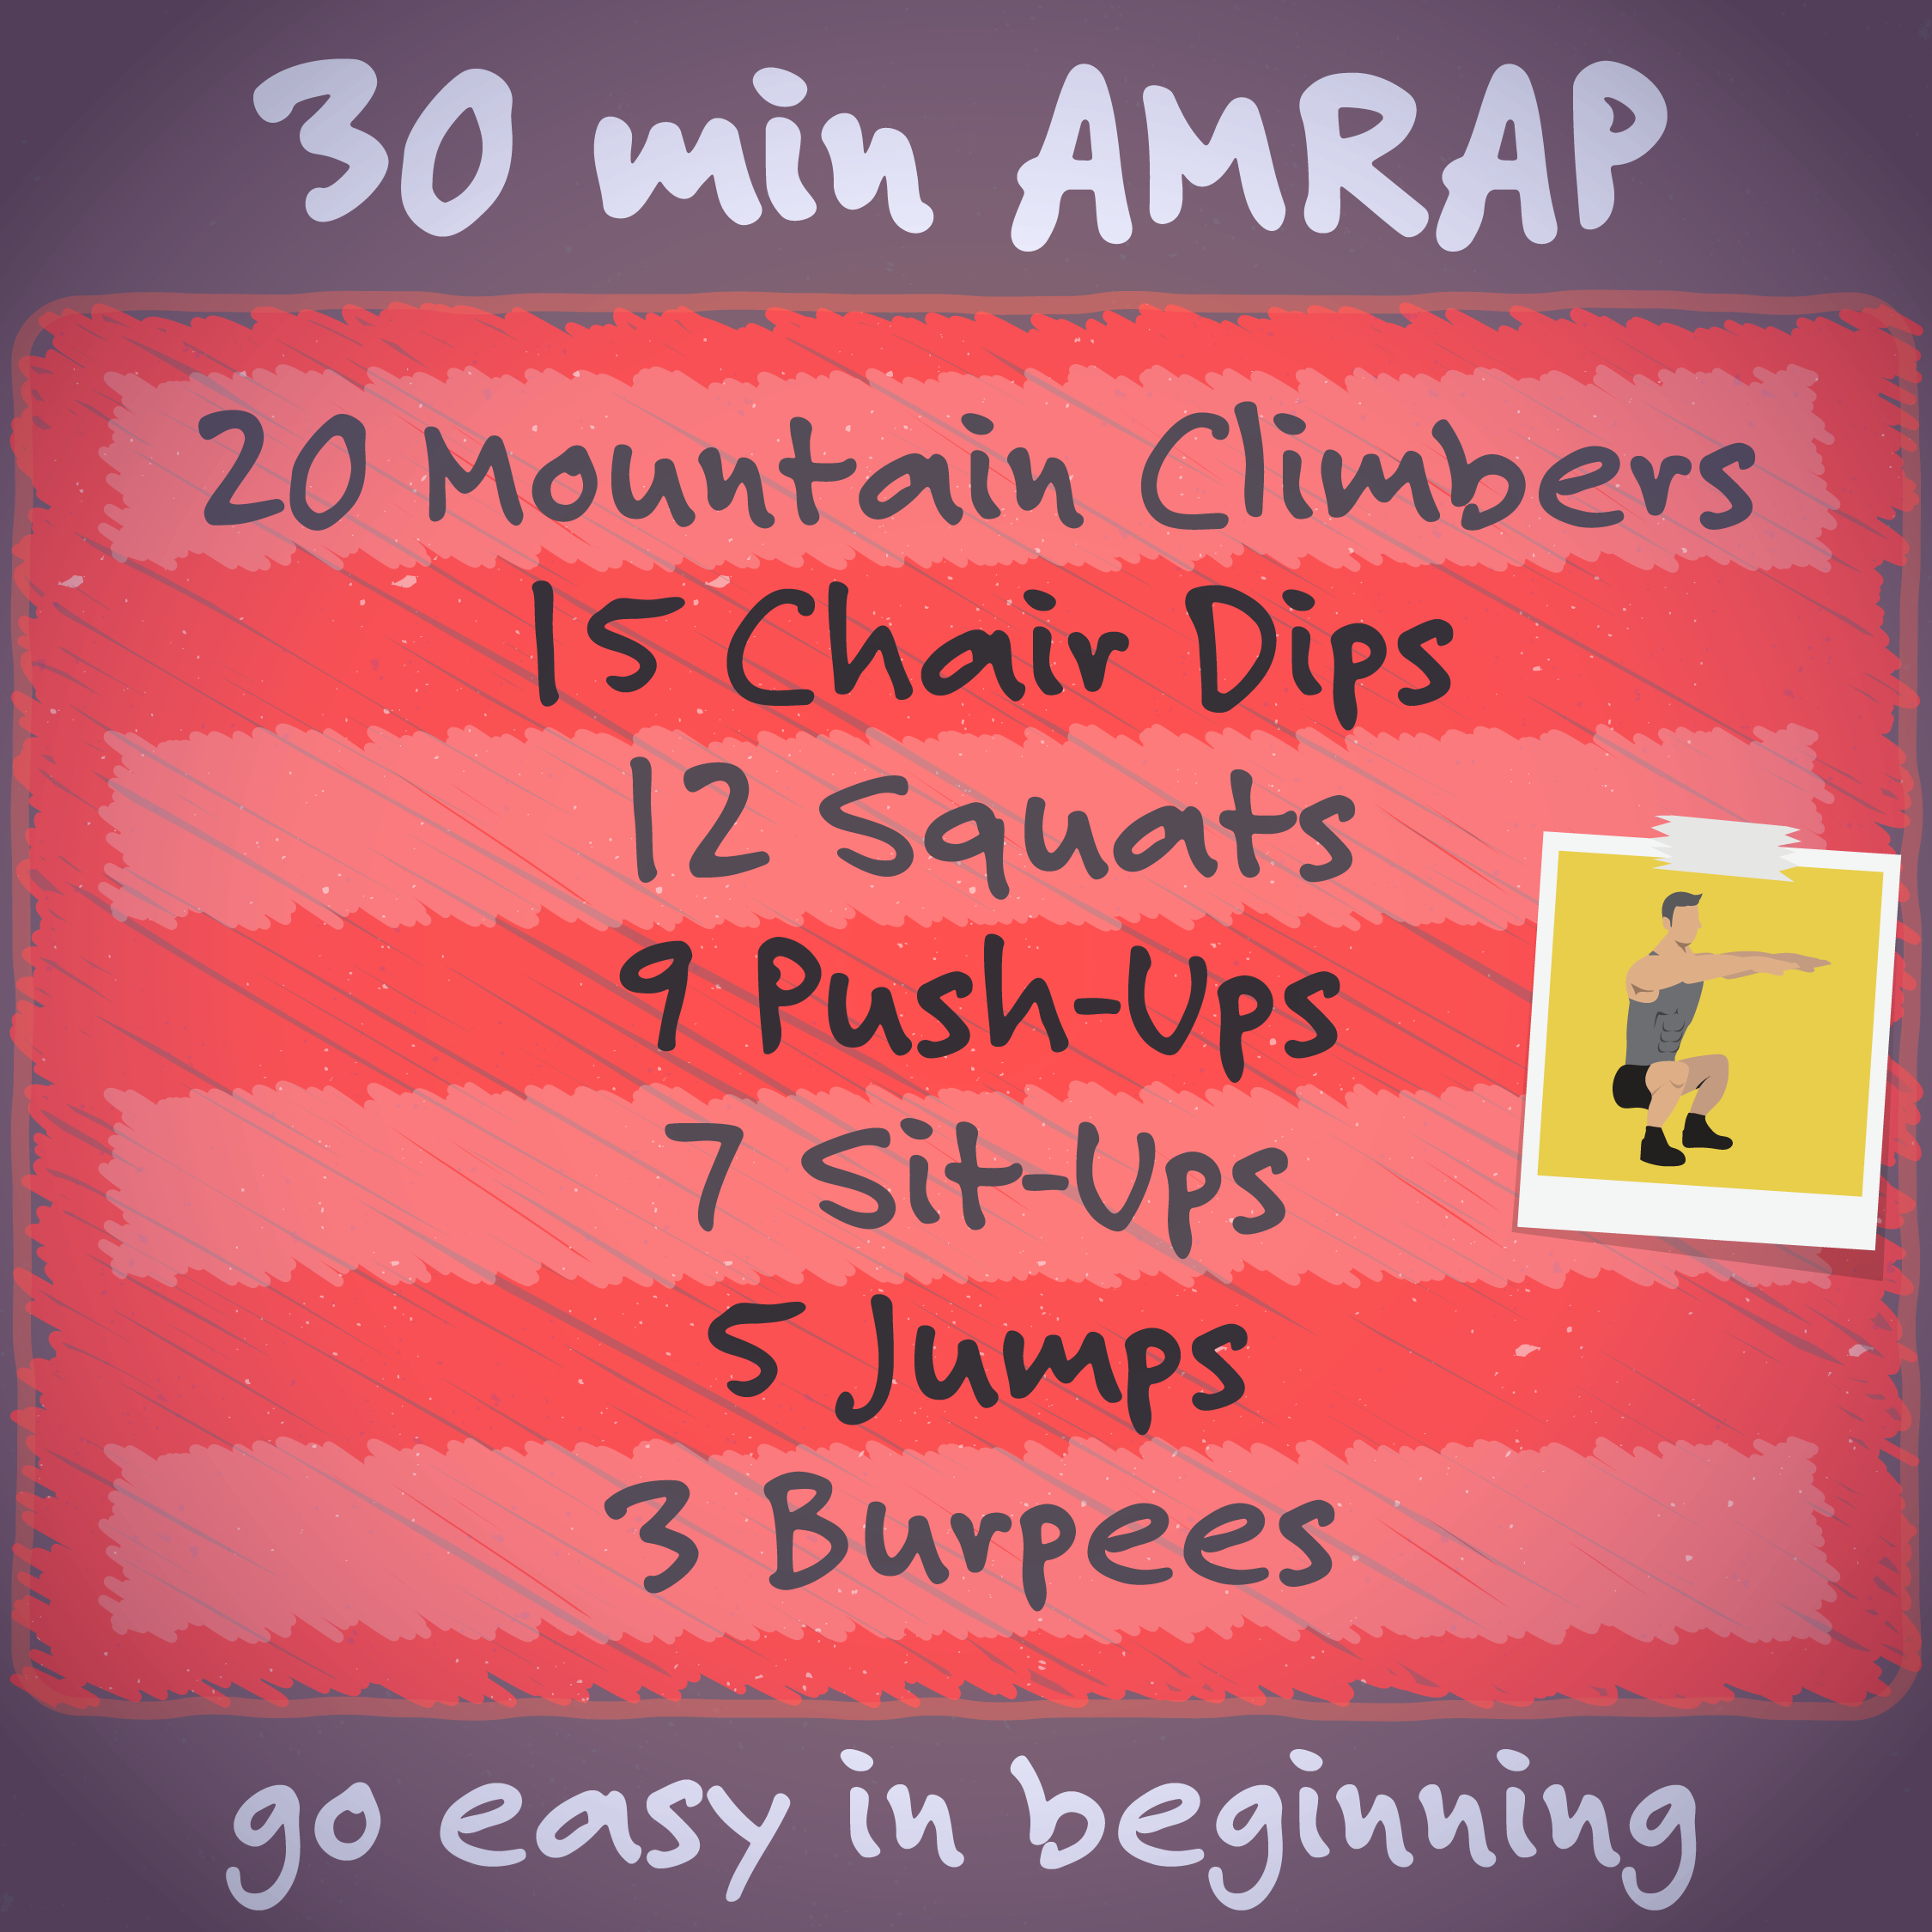 30 min AMRAP
20 Mountain Climbers
15 Chair Dips
12 Squats
9 Push-Ups
7 Sit-Ups
5 Jumps
3 Burpees
go easy in beginning